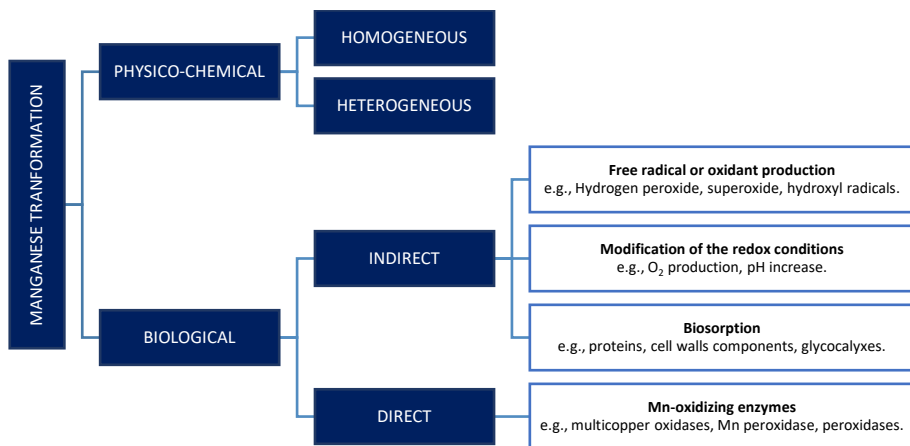 MANGANESE TRANFORMATION
PHYSICO-CHEMICAL
HOMOGENEOUS
HETEROGENEOUS
BIOLOGICAL
INDIRECT
Free radical or oxidant production
e.g., Hydrogen peroxide, superoxide, hydroxyl radicals.
Modification of the redox conditions
e.g., O₂ production, pH increase.
Biosorption
e.g., proteins, cell walls components, glycocalyxes.
DIRECT
Mn-oxidizing enzymes
e.g., multicopper oxidases, Mn peroxidase, peroxidases.